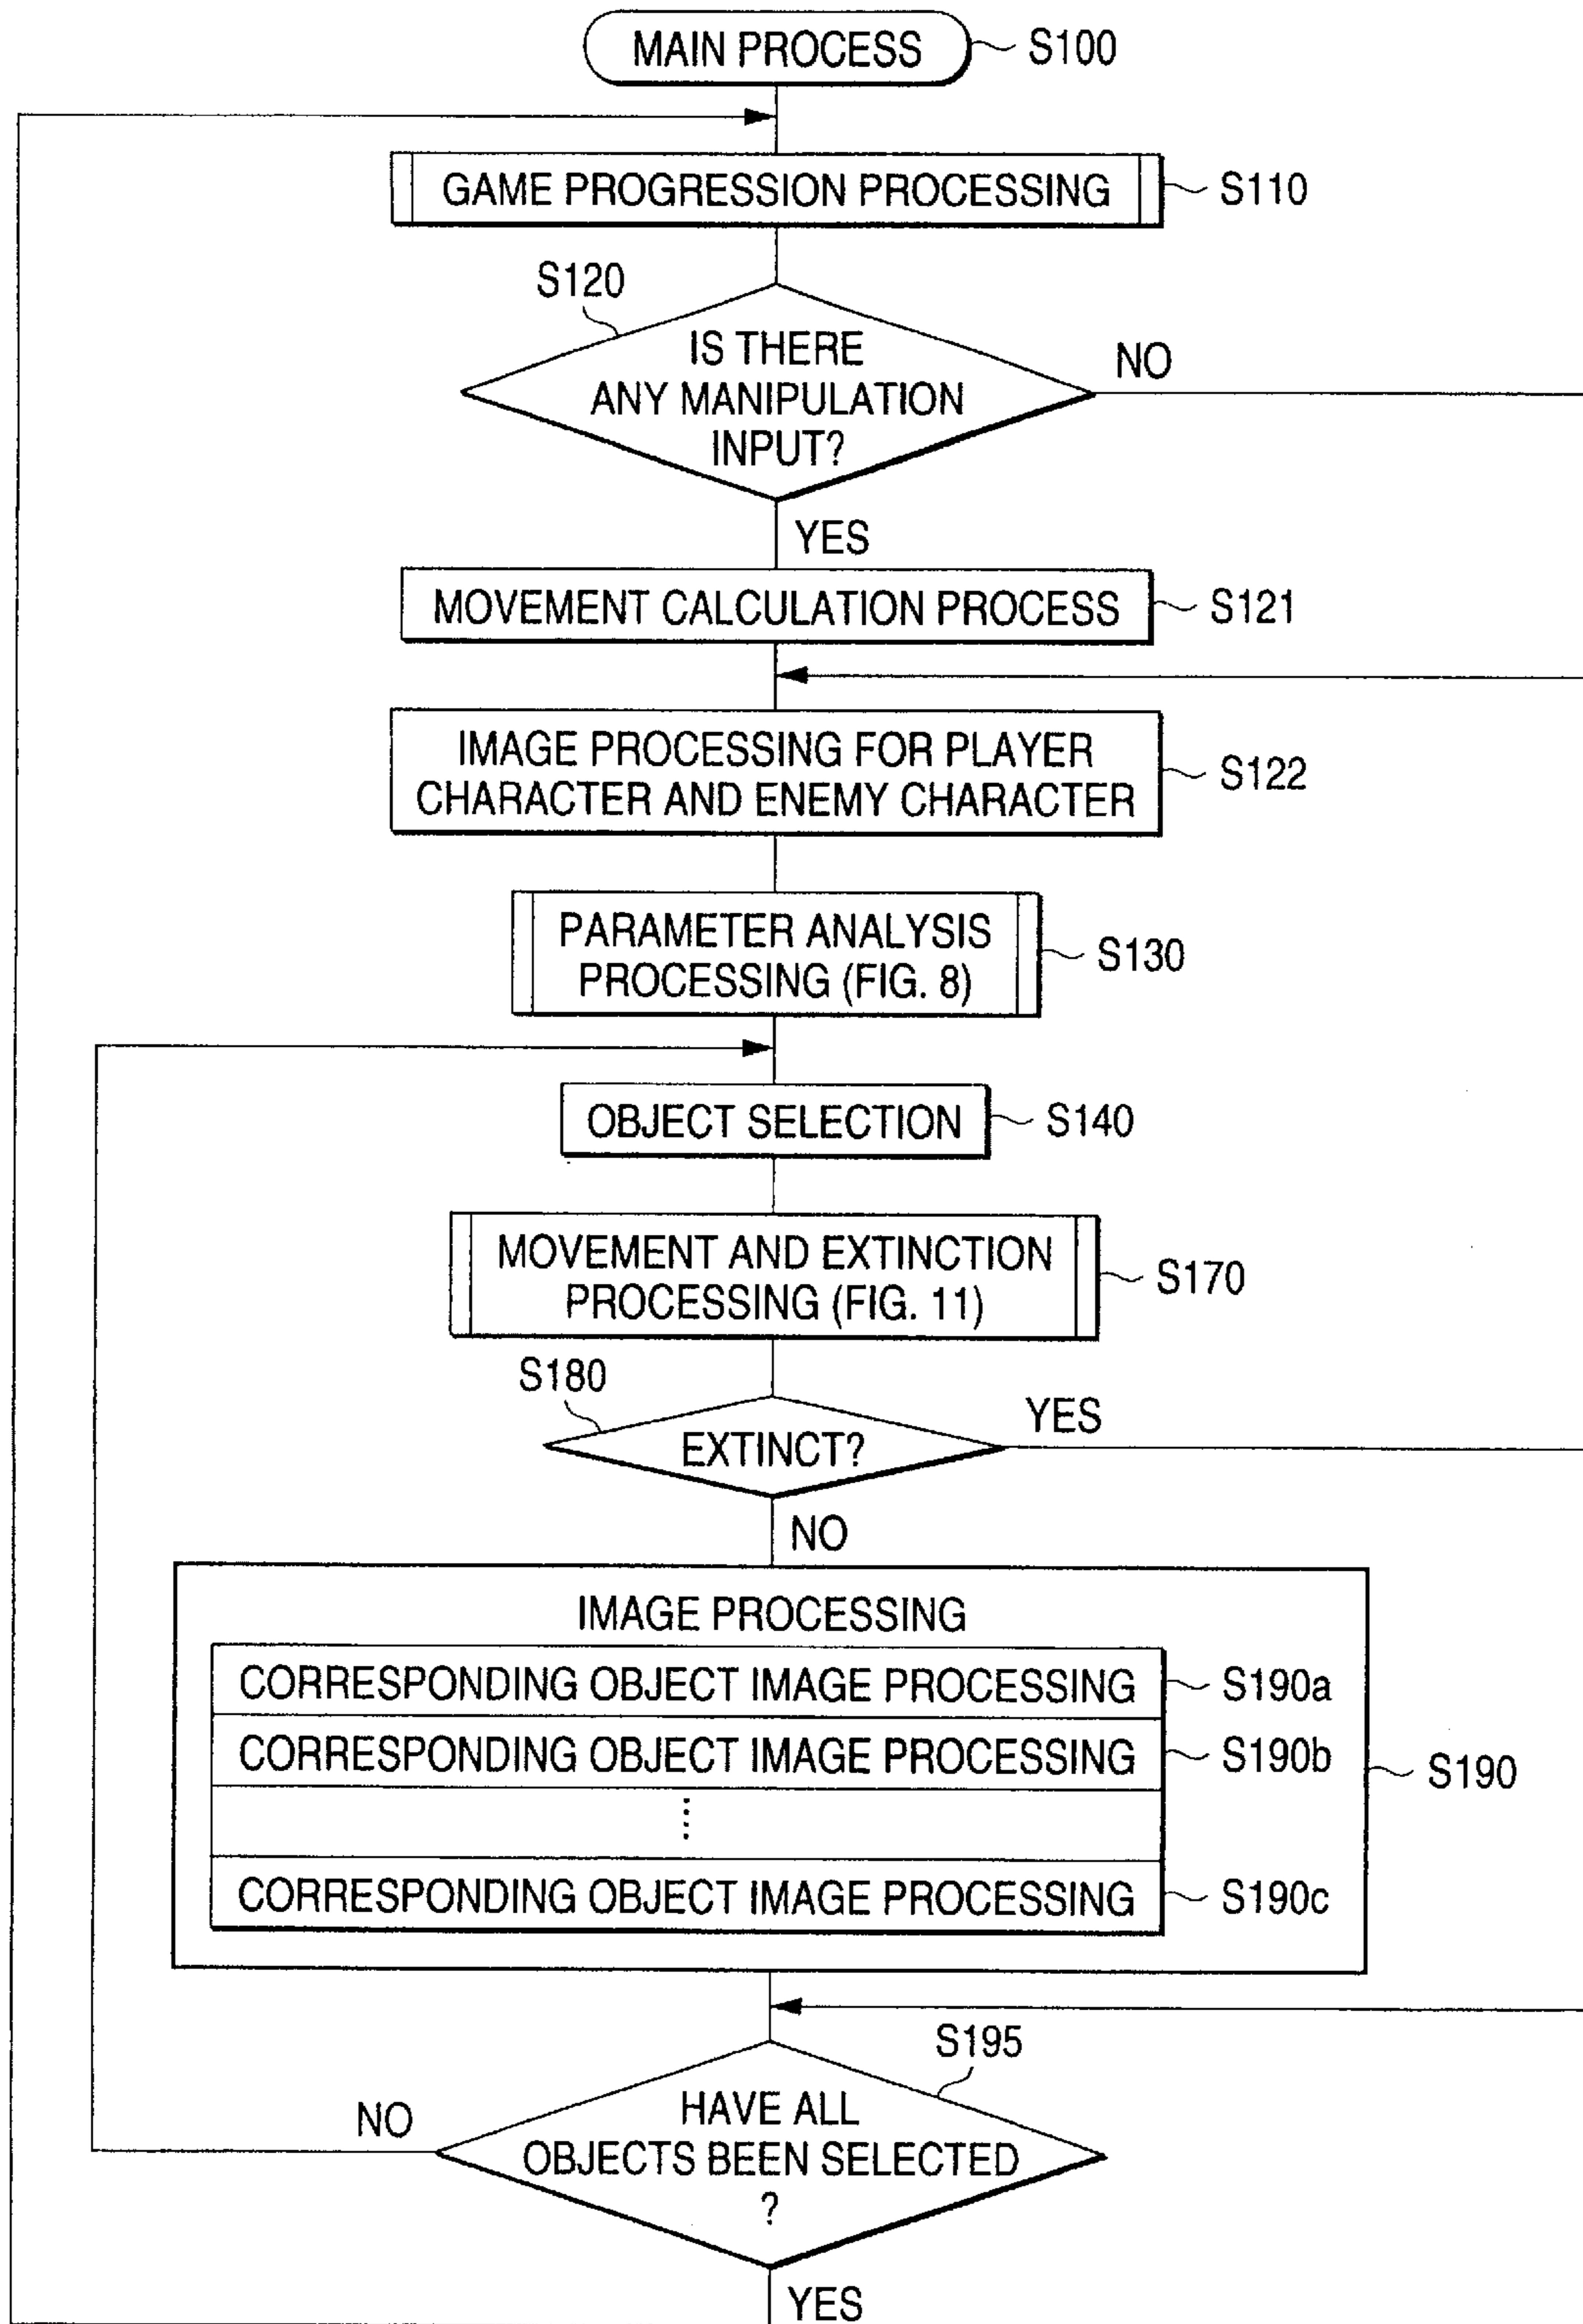 MAIN PROCESS
S100
GAME PROGRESSION PROCESSING
S110
S120
IS THERE
ANY MANIPULATION
INPUT?
NO
YES
MOVEMENT CALCULATION PROCESS
S121
IMAGE PROCESSING FOR PLAYER
CHARACTER AND ENEMY CHARACTER
S122
PARAMETER ANALYSIS
PROCESSING (FIG. 8)
S130
OBJECT SELECTION
S140
MOVEMENT AND EXTINCTION
PROCESSING (FIG. 11)
S170
S180
EXTINCT?
YES
NO
IMAGE PROCESSING
CORRESPONDING OBJECT IMAGE PROCESSING
S190a
CORRESPONDING OBJECT IMAGE PROCESSING
S190b
CORRESPONDING OBJECT IMAGE PROCESSING
S190c
S190
S195
HAVE ALL
OBJECTS BEEN SELECTED
?
NO
YES